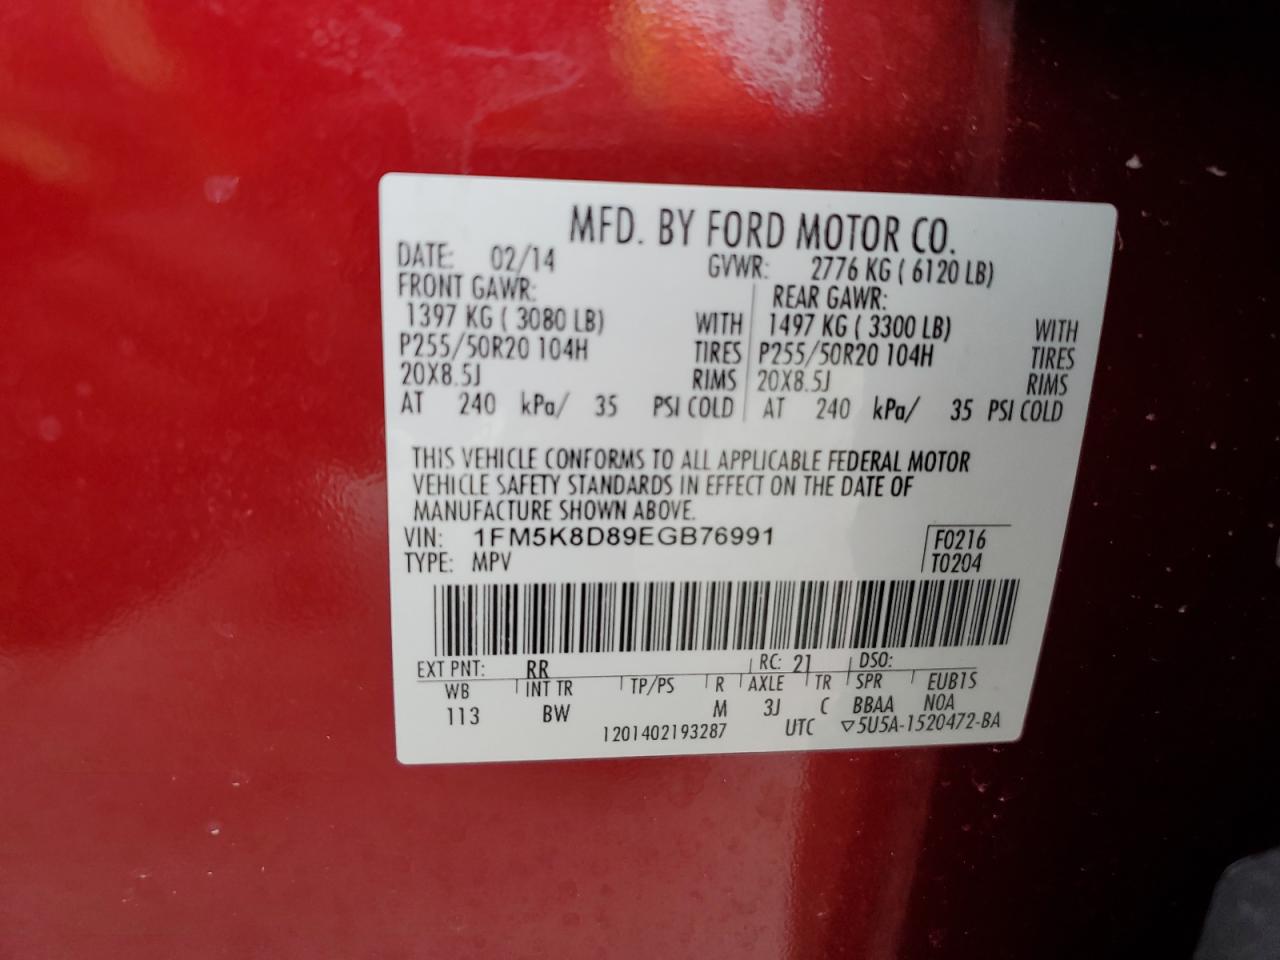 MFD. BY FORD MOTOR CO.
DATE: 02/14 GVWR: 2776 KG ( 6120 LB)
FRONT GAWR: REAR GAWR:
1397 KG ( 3080 LB) WITH 1497 KG ( 3300 LB) WITH
P255/50R20 104H TIRES P255/50R20 104H TIRES
20X8.5J RIMS 20X8.5J RIMS
AT 240 kPa/ 35 PSI COLD AT 240 kPa/ 35 PSI COLD
THIS VEHICLE CONFORMS TO ALL APPLICABLE FEDERAL MOTOR
VEHICLE SAFETY STANDARDS IN EFFECT ON THE DATE OF
MANUFACTURE SHOWN ABOVE.
VIN: 1FM5K8D89EGB76991 F0216
TYPE: MPV T0204
EXT PNT: RR RC: 21 DSO:
WB INT TR TP/PS R AXLE TR SPR EUB1S
113 BW M 3J C BBAA NOA
1201402193287 UTC ▽5U5A-1520472-BA